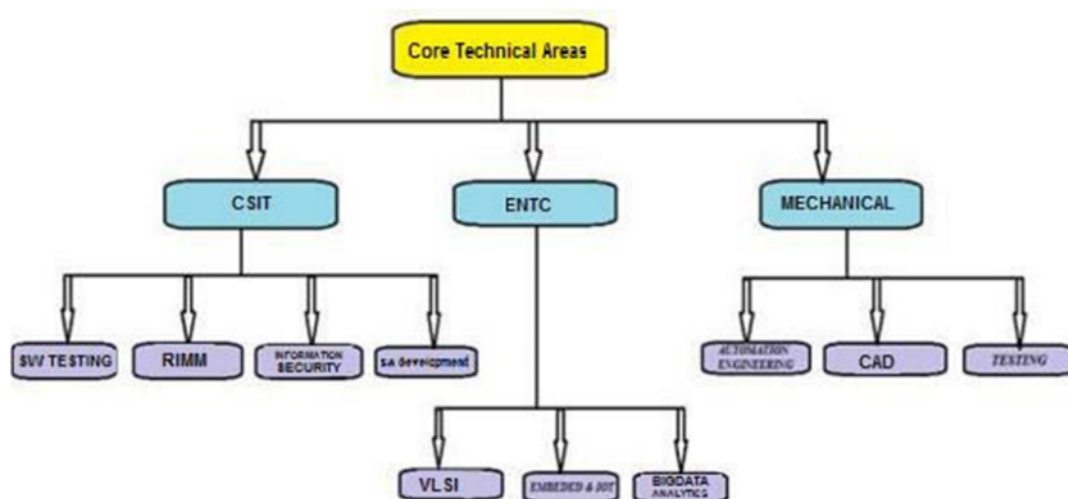 Core Technical Areas
CSIT
ENTC
MECHANICAL
SW TESTING
RIMM
INFORMATION
SECURITY
SA development
AUTOMATION
ENGINEERING
CAD
TESTING
VLSI
EMBEDED & IOT
BIGDATA
ANALYTICS